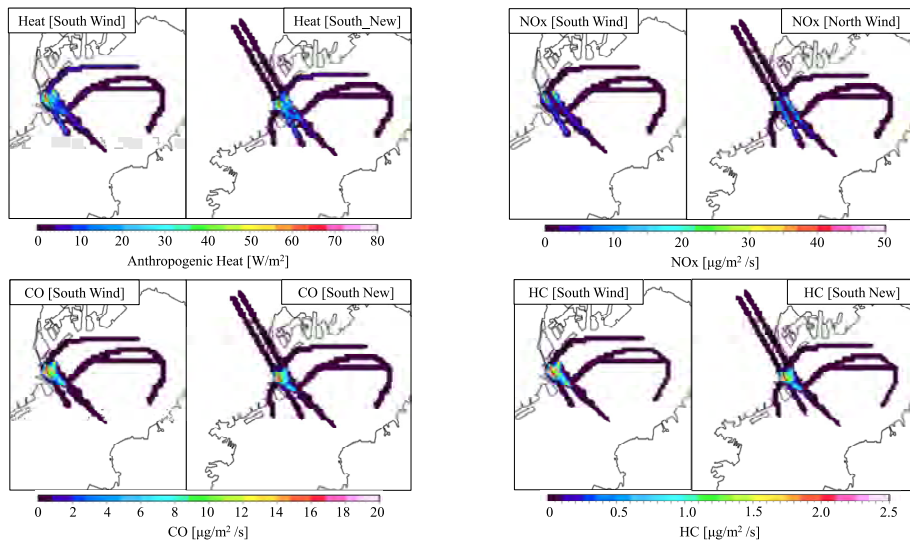 Heat [South Wind]
Heat [South_New]
NOx [South Wind]
NOx [North Wind]
0 10 20 30 40 50 60 70 80
Anthropogenic Heat [W/m²]
0 10 20 30 40 50
NOx [μg/m² /s]
CO [South Wind]
CO [South New]
HC [South Wind]
HC [South New]
0 2 4 6 8 10 12 14 16 18 20
CO [μg/m² /s]
0 0.5 1.0 1.5 2.0 2.5
HC [μg/m² /s]